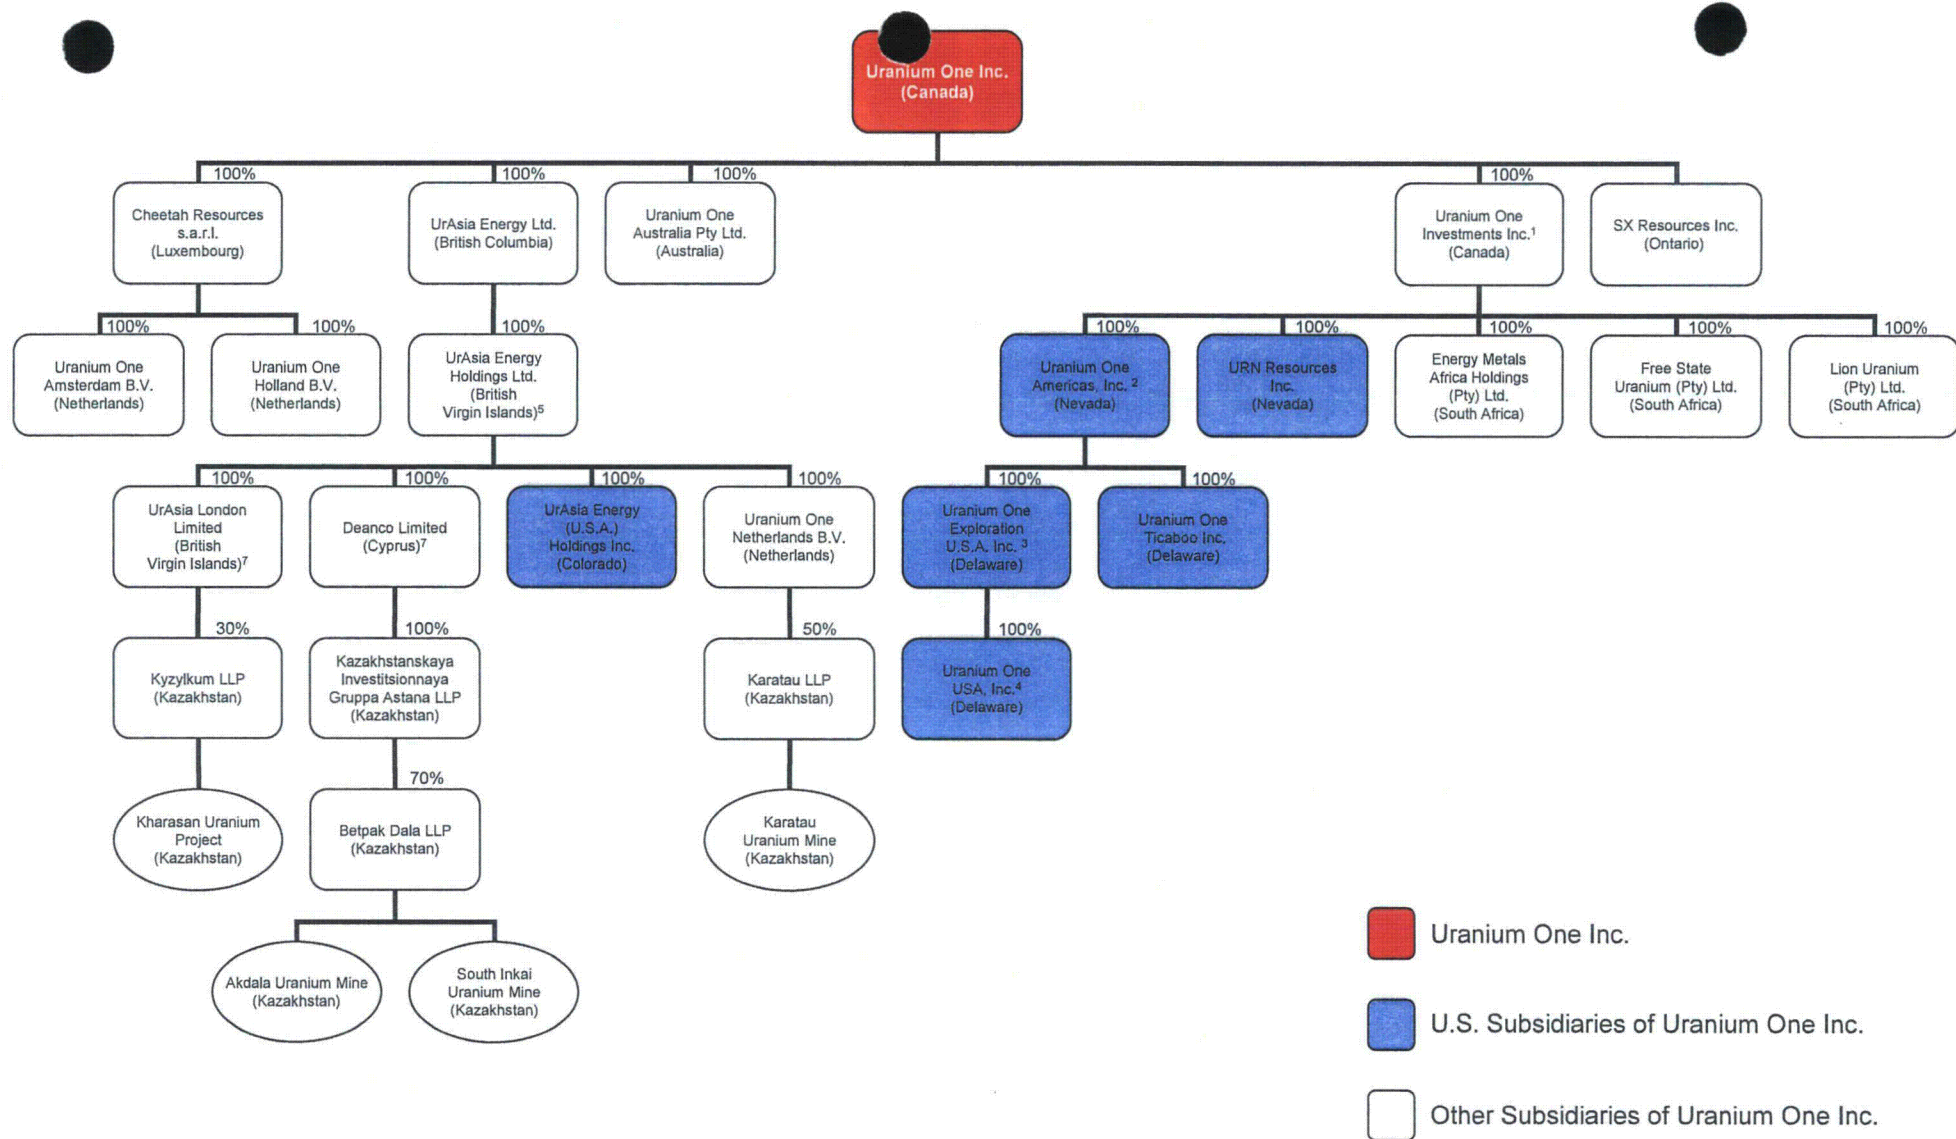 Uranium One Inc.
(Canada)
100%
100%
100%
100%
Cheetah Resources
s.a.r.l.
(Luxembourg)
UrAsia Energy Ltd.
(British Columbia)
Uranium One
Australia Pty Ltd.
(Australia)
Uranium One
Investments Inc.¹
(Canada)
SX Resources Inc.
(Ontario)
100%
100%
100%
100%
100%
100%
100%
100%
Uranium One
Amsterdam B.V.
(Netherlands)
Uranium One
Holland B.V.
(Netherlands)
UrAsia Energy
Holdings Ltd.
(British
Virgin Islands)⁵
Uranium One
Americas, Inc. ²
(Nevada)
URN Resources
Inc.
(Nevada)
Energy Metals
Africa Holdings
(Pty) Ltd.
(South Africa)
Free State
Uranium (Pty) Ltd.
(South Africa)
Lion Uranium
(Pty) Ltd.
(South Africa)
100%
100%
100%
100%
100%
100%
UrAsia London
Limited
(British
Virgin Islands)⁷
Deanco Limited
(Cyprus)⁷
UrAsia Energy
(U.S.A.)
Holdings Inc.
(Colorado)
Uranium One
Netherlands B.V.
(Netherlands)
Uranium One
Exploration
U.S.A. Inc. ³
(Delaware)
Uranium One
Ticaboo Inc.
(Delaware)
30%
100%
50%
100%
Kyzylkum LLP
(Kazakhstan)
Kazakhstanskaya
Investitsionnaya
Gruppa Astana LLP
(Kazakhstan)
Karatau LLP
(Kazakhstan)
Uranium One
USA, Inc.⁴
(Delaware)
70%
Kharasan Uranium
Project
(Kazakhstan)
Betpak Dala LLP
(Kazakhstan)
Karatau
Uranium Mine
(Kazakhstan)
Akdala Uranium Mine
(Kazakhstan)
South Inkai
Uranium Mine
(Kazakhstan)
Uranium One Inc.
U.S. Subsidiaries of Uranium One Inc.
Other Subsidiaries of Uranium One Inc.